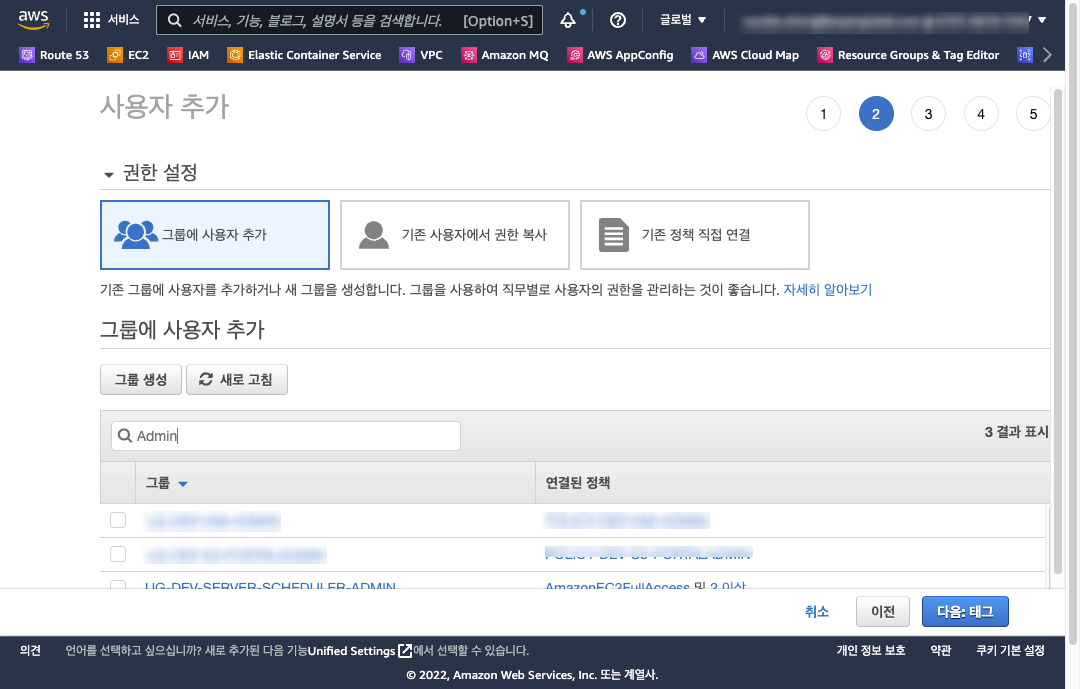 aws 서비스 서비스, 기능, 블로그, 설명서 등을 검색합니다. [Option+S] 글로벌
Route 53 EC2 IAM Elastic Container Service VPC Amazon MQ AWS AppConfig AWS Cloud Map Resource Groups & Tag Editor
사용자 추가
1 2 3 4 5
권한 설정
그룹에 사용자 추가 기존 사용자에서 권한 복사 기존 정책 직접 연결
기존 그룹에 사용자를 추가하거나 새 그룹을 생성합니다. 그룹을 사용하여 직무별로 사용자의 권한을 관리하는 것이 좋습니다. 자세히 알아보기
그룹에 사용자 추가
그룹 생성 새로 고침
Admin 3 결과 표시
그룹 연결된 정책
UG-DEV-SERVER-SCHEDULER-ADMIN AmazonEC2FullAccess 및 2 이상
취소 이전 다음: 태그
의견 언어를 선택하고 싶으십니까? 새로 추가된 다음 기능Unified Settings에서 선택할 수 있습니다. 개인 정보 보호 약관 쿠키 기본 설정
© 2022, Amazon Web Services, Inc. 또는 계열사.